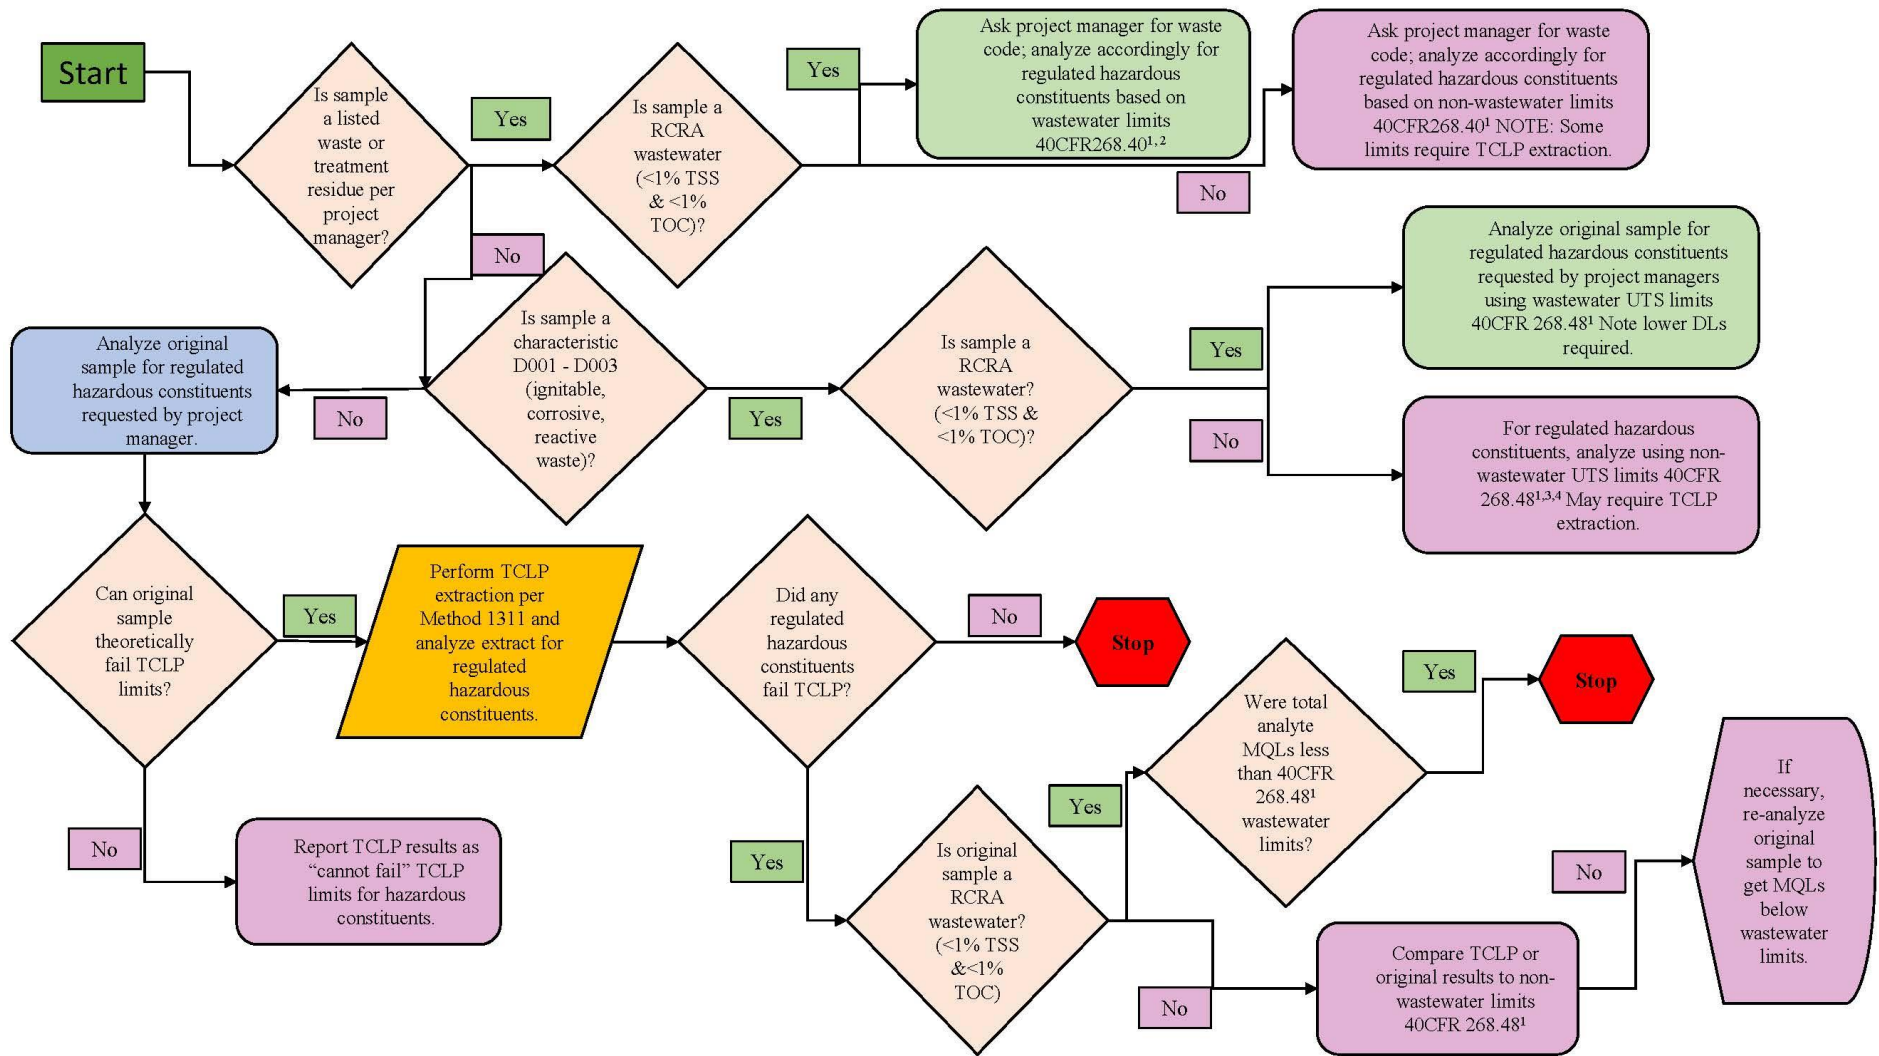 Start
Is sample
a listed
waste or
treatment
residue per
project
manager?
Yes
No
Is sample a
RCRA
wastewater
(<1% TSS
& <1%
TOC)?
Yes
No
Ask project manager for waste
code; analyze accordingly for
regulated hazardous
constituents based on
wastewater limits
40CFR268.40¹,²
Ask project manager for waste
code; analyze accordingly for
regulated hazardous constituents
based on non-wastewater limits
40CFR268.40¹ NOTE: Some
limits require TCLP extraction.
Is sample a
characteristic
D001 - D003
(ignitable,
corrosive,
reactive
waste)?
No
Yes
Is sample a
RCRA
wastewater?
(<1% TSS &
<1% TOC)?
Yes
No
Analyze original sample for
regulated hazardous constituents
requested by project managers
using wastewater UTS limits
40CFR 268.48¹ Note lower DLs
required.
For regulated hazardous
constituents, analyze using non-
wastewater UTS limits 40CFR
268.48¹,³,⁴ May require TCLP
extraction.
Analyze original
sample for regulated
hazardous constituents
requested by project
manager.
Can original
sample
theoretically
fail TCLP
limits?
Yes
No
Report TCLP results as
“cannot fail” TCLP
limits for hazardous
constituents.
Perform TCLP
extraction per
Method 1311 and
analyze extract for
regulated
hazardous
constituents.
Did any
regulated
hazardous
constituents
fail TCLP?
No
Stop
Yes
Is original
sample a
RCRA
wastewater?
(<1% TSS
&<1%
TOC)
Yes
No
Were total
analyte
MQLs less
than 40CFR
268.48¹
wastewater
limits?
Yes
Stop
Compare TCLP or
original results to non-
wastewater limits
40CFR 268.48¹
No
If
necessary,
re-analyze
original
sample to
get MQLs
below
wastewater
limits.